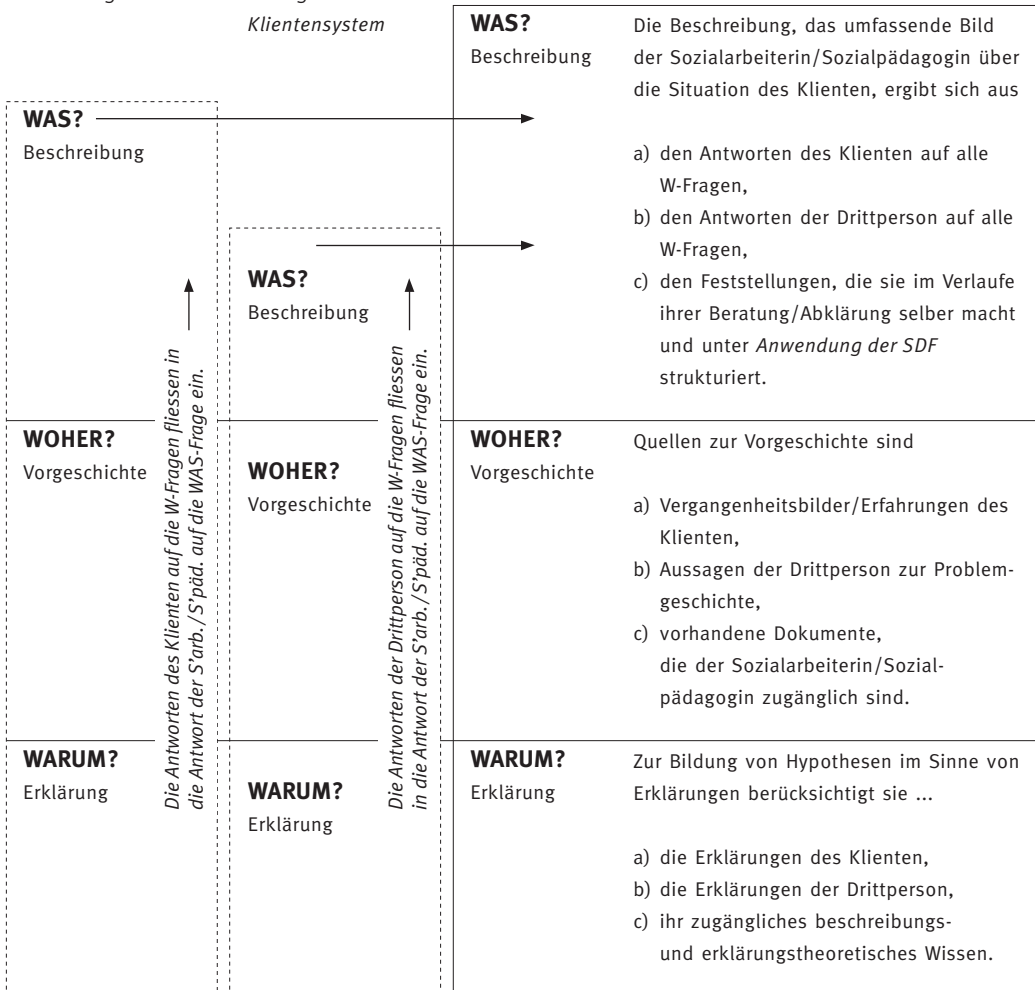 Klientensystem
WAS?
Beschreibung
WAS?
Beschreibung
Die Antworten des Klienten auf die W-Fragen fliessen in
die Antwort der S'arb./S'päd. auf die WAS-Frage ein.
WOHER?
Vorgeschichte
WARUM?
Erklärung
WAS?
Beschreibung
Die Antworten der Drittperson auf die W-Fragen fliessen
in die Antwort der S'arb./S'päd. auf die WAS-Frage ein.
WOHER?
Vorgeschichte
WARUM?
Erklärung
Die Beschreibung, das umfassende Bild
der Sozialarbeiterin/Sozialpädagogin über
die Situation des Klienten, ergibt sich aus
a) den Antworten des Klienten auf alle
W-Fragen,
b) den Antworten der Drittperson auf alle
W-Fragen,
c) den Feststellungen, die sie im Verlaufe
ihrer Beratung/Abklärung selber macht
und unter Anwendung der SDF
strukturiert.
WOHER?
Vorgeschichte
Quellen zur Vorgeschichte sind
a) Vergangenheitsbilder/Erfahrungen des
Klienten,
b) Aussagen der Drittperson zur Problem-
geschichte,
c) vorhandene Dokumente,
die der Sozialarbeiterin/Sozial-
pädagogin zugänglich sind.
WARUM?
Erklärung
Zur Bildung von Hypothesen im Sinne von
Erklärungen berücksichtigt sie ...
a) die Erklärungen des Klienten,
b) die Erklärungen der Drittperson,
c) ihr zugängliches beschreibungs-
und erklärungstheoretisches Wissen.